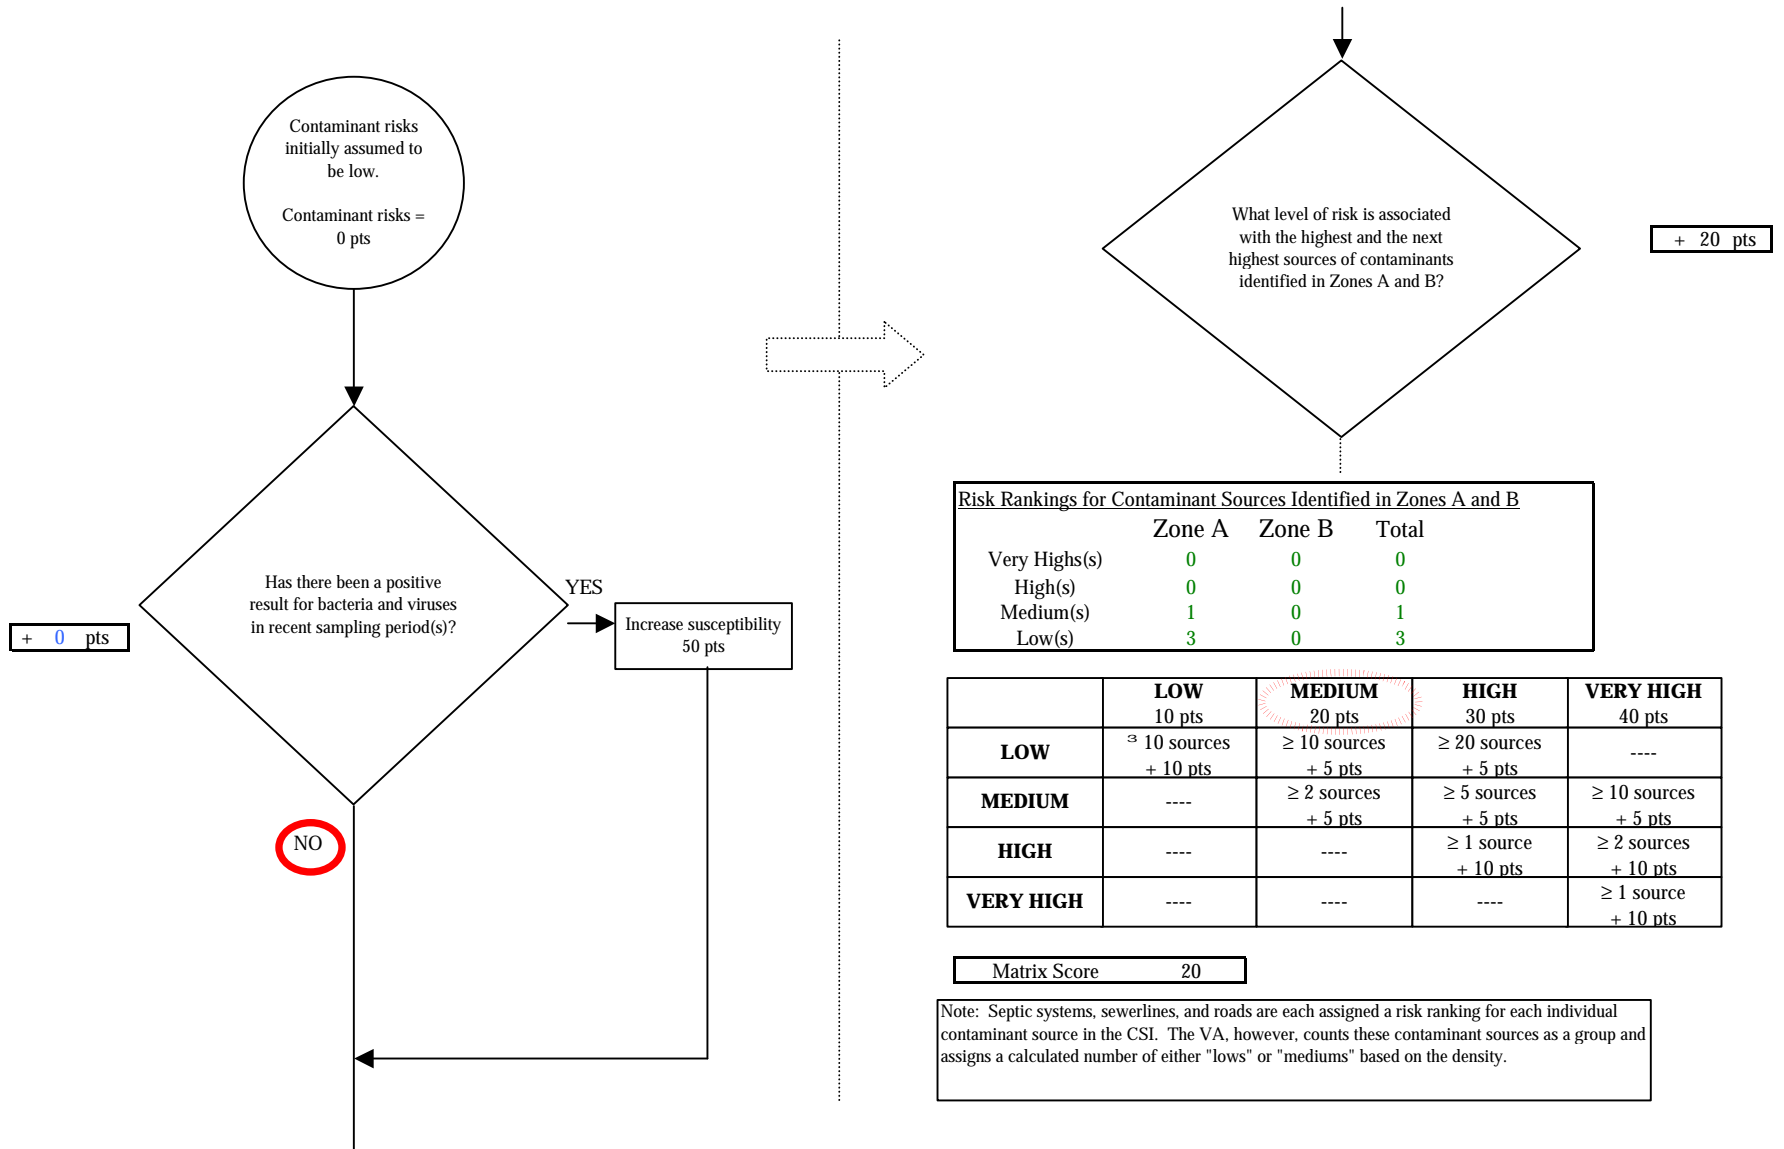 Contaminant risks
initially assumed to
be low.
Contaminant risks =
0 pts
Has there been a positive
result for bacteria and viruses
in recent sampling period(s)?
+ 0 pts
YES
Increase susceptibility
50 pts
NO
What level of risk is associated
with the highest and the next
highest sources of contaminants
identified in Zones A and B?
+ 20 pts
Risk Rankings for Contaminant Sources Identified in Zones A and B
Zone A Zone B Total
Very Highs(s) 0 0 0
High(s) 0 0 0
Medium(s) 1 0 1
Low(s) 3 0 3
LOW MEDIUM HIGH VERY HIGH
10 pts 20 pts 30 pts 40 pts
LOW ³ 10 sources ≥ 10 sources ≥ 20 sources ----
+ 10 pts + 5 pts + 5 pts
MEDIUM ---- ≥ 2 sources ≥ 5 sources ≥ 10 sources
+ 5 pts + 5 pts + 5 pts
HIGH ---- ---- ≥ 1 source ≥ 2 sources
+ 10 pts + 10 pts
VERY HIGH ---- ---- ---- ≥ 1 source
+ 10 pts
Matrix Score 20
Note: Septic systems, sewerlines, and roads are each assigned a risk ranking for each individual
contaminant source in the CSI. The VA, however, counts these contaminant sources as a group and
assigns a calculated number of either "lows" or "mediums" based on the density.